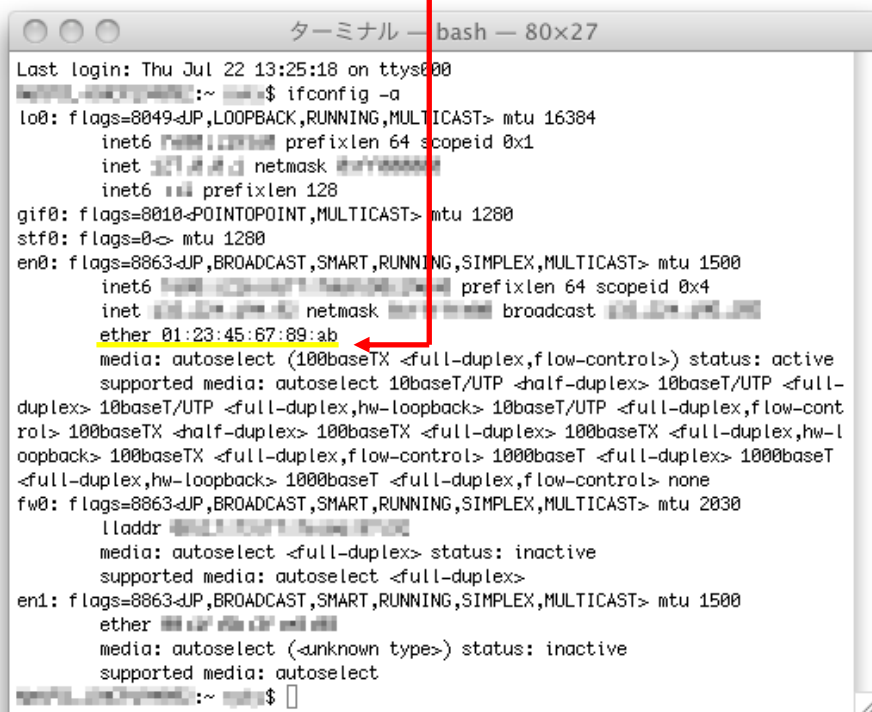 ターミナル — bash — 80×27
Last login: Thu Jul 22 13:25:18 on ttys000
:~ $ ifconfig -a
lo0: flags=8049<UP,LOOPBACK,RUNNING,MULTICAST> mtu 16384
inet6 prefixlen 64 scopeid 0x1
inet netmask
inet6 prefixlen 128
gif0: flags=8010<POINTOPOINT,MULTICAST> mtu 1280
stf0: flags=0<> mtu 1280
en0: flags=8863<UP,BROADCAST,SMART,RUNNING,SIMPLEX,MULTICAST> mtu 1500
inet6 prefixlen 64 scopeid 0x4
inet netmask broadcast
ether 01:23:45:67:89:ab
media: autoselect (100baseTX <full-duplex,flow-control>) status: active
supported media: autoselect 10baseT/UTP <half-duplex> 10baseT/UTP <full-
duplex> 10baseT/UTP <full-duplex,hw-loopback> 10baseT/UTP <full-duplex,flow-cont
rol> 100baseTX <half-duplex> 100baseTX <full-duplex> 100baseTX <full-duplex,hw-l
oopback> 100baseTX <full-duplex,flow-control> 1000baseT <full-duplex> 1000baseT
<full-duplex,hw-loopback> 1000baseT <full-duplex,flow-control> none
fw0: flags=8863<UP,BROADCAST,SMART,RUNNING,SIMPLEX,MULTICAST> mtu 2030
lladdr
media: autoselect <full-duplex> status: inactive
supported media: autoselect <full-duplex>
en1: flags=8863<UP,BROADCAST,SMART,RUNNING,SIMPLEX,MULTICAST> mtu 1500
ether
media: autoselect (<unknown type>) status: inactive
supported media: autoselect
:~ $